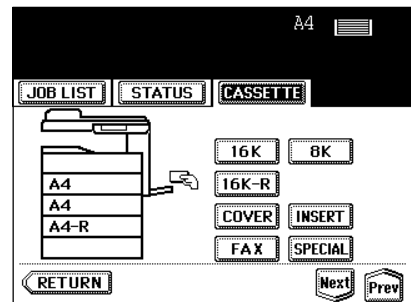 A4
JOB LIST STATUS CASSETTE
16K 8K
A4 16K-R
A4 COVER INSERT
A4-R FAX SPECIAL
RETURN Next Prev